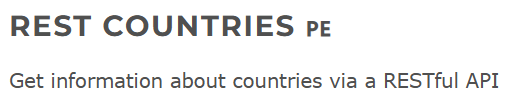 REST COUNTRIES PE
Get information about countries via a RESTful API